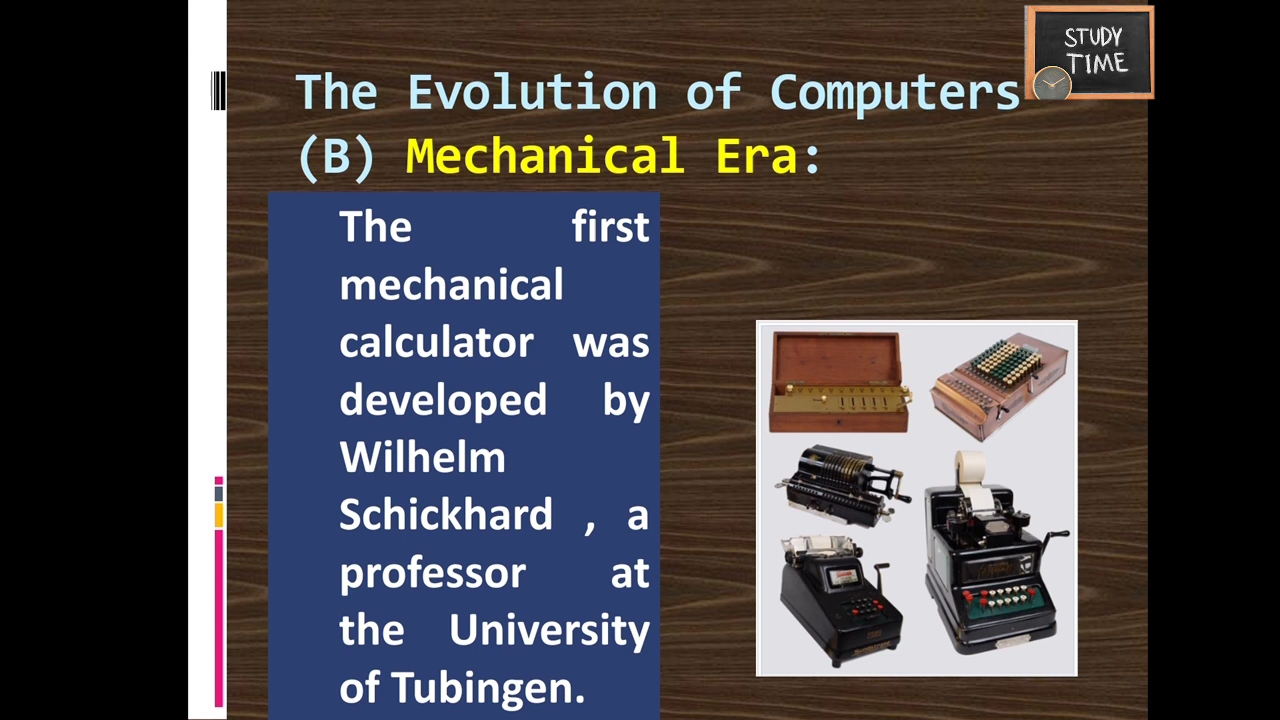 STUDY
TIME
The Evolution of Computers
(B) Mechanical Era:
The first
mechanical
calculator was
developed by
Wilhelm
Schickhard , a
professor at
the University
of Tubingen.